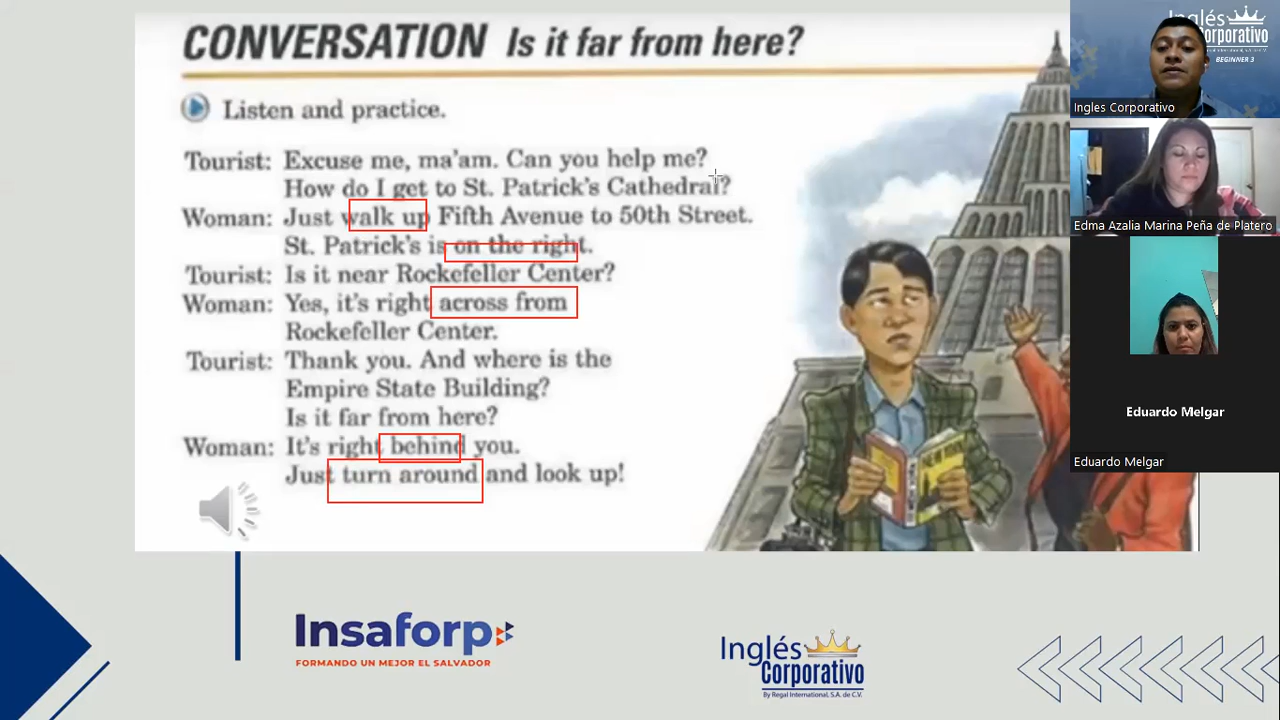 CONVERSATION Is it far from here?
Listen and practice.
Tourist: Excuse me, ma'am. Can you help me?
How do I get to St. Patrick's Cathedral?
Woman: Just walk up Fifth Avenue to 50th Street.
St. Patrick's is on the right.
Tourist: Is it near Rockefeller Center?
Woman: Yes, it's right across from
Rockefeller Center.
Tourist: Thank you. And where is the
Empire State Building?
Is it far from here?
Woman: It's right behind you.
Just turn around and look up!
Insaforp
FORMANDO UN MEJOR EL SALVADOR
Inglés
Corporativo
By Regal International, S.A. de C.V.
Inglés
Corporativo
BEGINNER 3
Ingles Corporativo
Edma Azalia Marina Peña de Platero
Eduardo Melgar
Eduardo Melgar